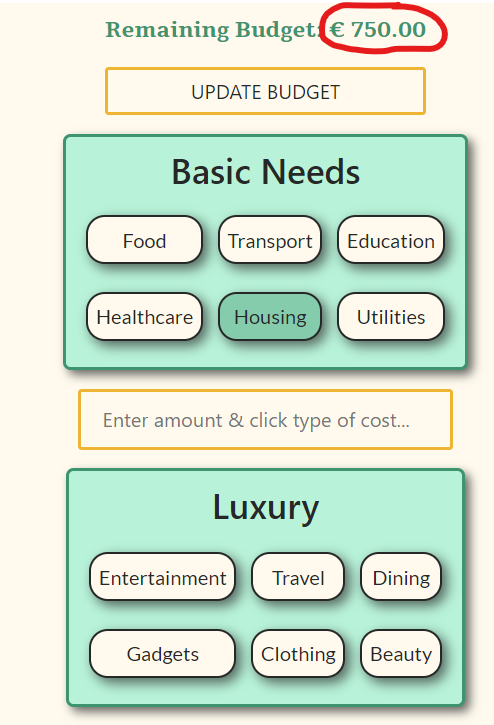 Remaining Budget: € 750.00
UPDATE BUDGET
Basic Needs
Food Transport Education
Healthcare Housing Utilities
Enter amount & click type of cost...
Luxury
Entertainment Travel Dining
Gadgets Clothing Beauty